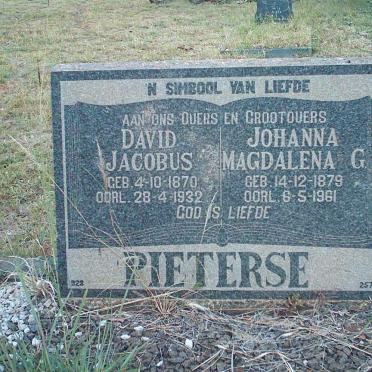 'N SIMBOOL VAN LIEFDE
AAN ONS OUERS EN GROOTOUERS
DAVID JACOBUS
GEB. 4-10-1870
OORL. 28-4-1932
JOHANNA MAGDALENA G
GEB. 14-12-1879
OORL. 6-5-1961
GOD IS LIEFDE
PIETERSE